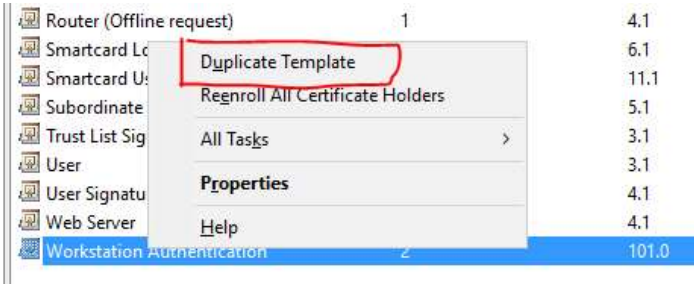 Router (Offline request) 1 4.1
Smartcard Lo 6.1
Smartcard Us 11.1
Subordinate 5.1
Trust List Sig 3.1
User 3.1
User Signatu 4.1
Web Server 4.1
Workstation Authentication 2 101.0
Duplicate Template
Reenroll All Certificate Holders
All Tasks >
Properties
Help